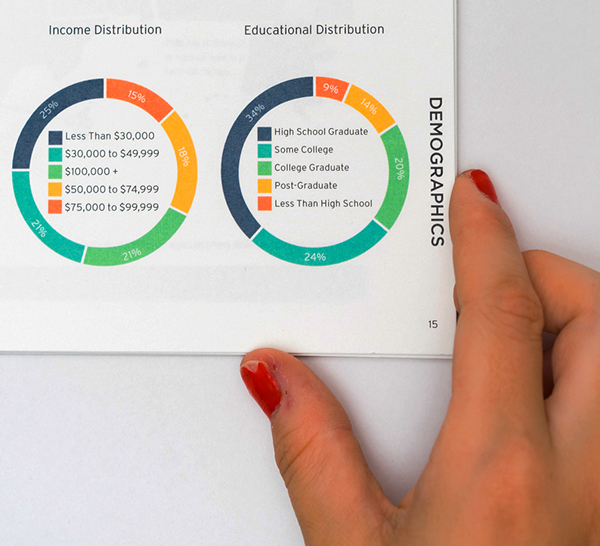 Income Distribution
25%
15%
18%
21%
21%
Less Than $30,000
$30,000 to $49,999
$100,000 +
$50,000 to $74,999
$75,000 to $99,999
Educational Distribution
34%
9%
14%
20%
24%
High School Graduate
Some College
College Graduate
Post-Graduate
Less Than High School
DEMOGRAPHICS
15